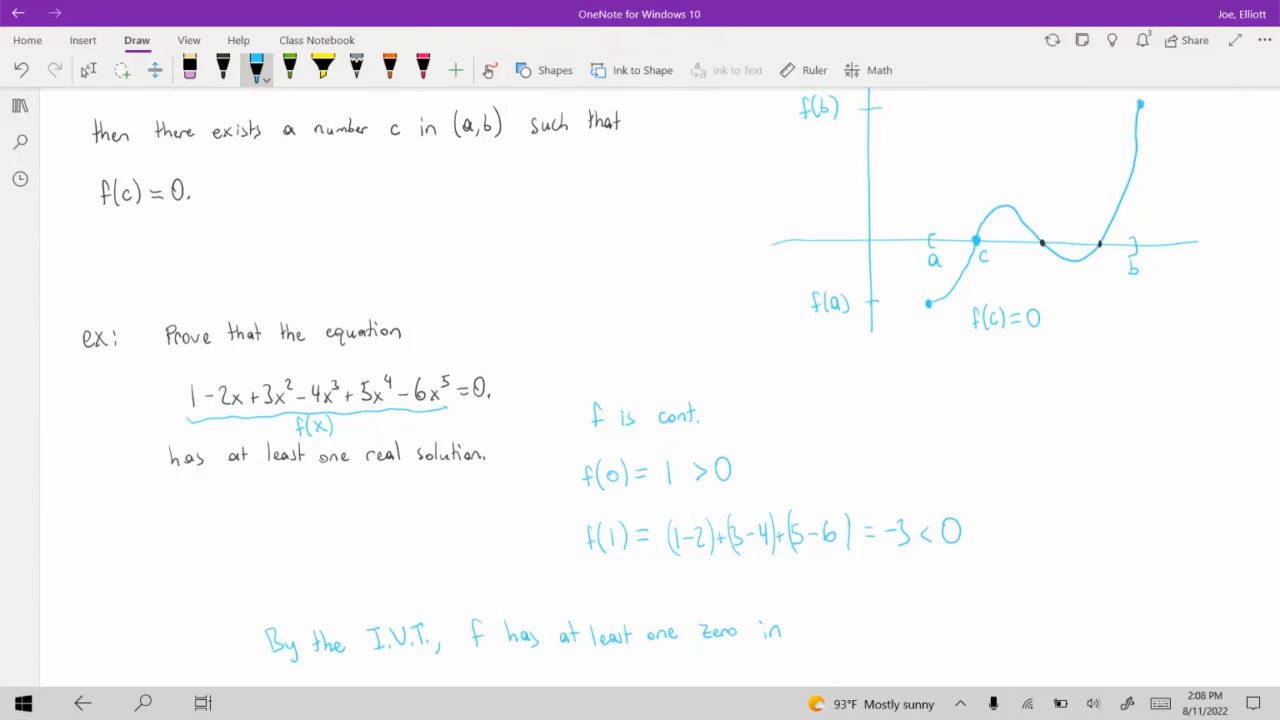 OneNote for Windows 10
Joe, Elliott
Home Insert Draw View Help Class Notebook
3
Share
Shapes Ink to Shape Ink to Text Ruler Math
then there exists a number c in (a,b) such that
f(c) = 0.
f(b)
a c b
f(a)
f(c) = 0
ex: Prove that the equation
1 - 2x + 3x² - 4x³ + 5x⁴ - 6x⁵ = 0.
f(x)
has at least one real solution.
f is cont.
f(0) = 1 > 0
f(1) = (1-2)+(3-4)+(5-6) = -3 < 0
By the I.V.T., f has at least one zero in
93°F Mostly sunny
2:08 PM
8/11/2022